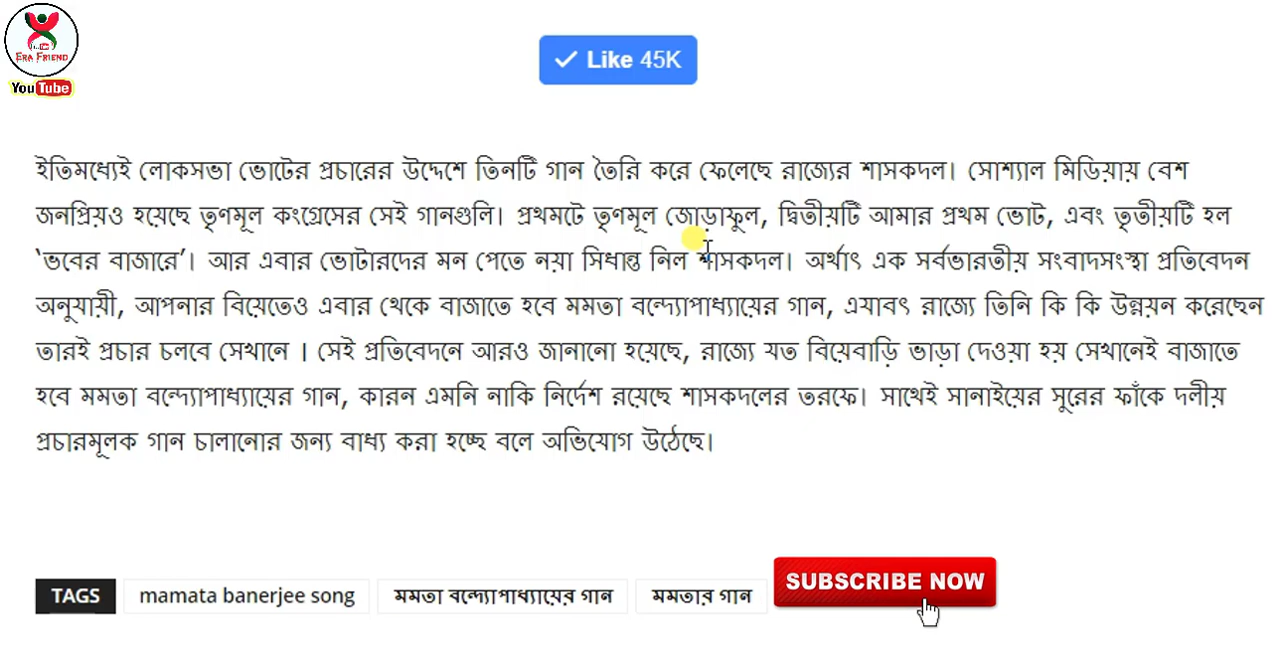 ERA FRIEND
YouTube
Like 45K
ইতিমধ্যেই লোকসভা ভোটের প্রচারের উদ্দেশে তিনটি গান তৈরি করে ফেলেছে রাজ্যের শাসকদল। সোশ্যাল মিডিয়ায় বেশ
জনপ্রিয়ও হয়েছে তৃণমূল কংগ্রেসের সেই গানগুলি। প্রথমটে তৃণমূল জোড়াফুল, দ্বিতীয়টি আমার প্রথম ভোট, এবং তৃতীয়টি হল
‘ভবের বাজারে’। আর এবার ভোটারদের মন পেতে নয়া সিধান্ত নিল শাসকদল। অর্থাৎ এক সর্বভারতীয় সংবাদসংস্থা প্রতিবেদন
অনুযায়ী, আপনার বিয়েতেও এবার থেকে বাজাতে হবে মমতা বন্দ্যোপাধ্যায়ের গান, এযাবৎ রাজ্যে তিনি কি কি উন্নয়ন করেছেন
তারই প্রচার চলবে সেখানে । সেই প্রতিবেদনে আরও জানানো হয়েছে, রাজ্যে যত বিয়েবাড়ি ভাড়া দেওয়া হয় সেখানেই বাজাতে
হবে মমতা বন্দ্যোপাধ্যায়ের গান, কারন এমনি নাকি নির্দেশ রয়েছে শাসকদলের তরফে। সাথেই সানাইয়ের সুরের ফাঁকে দলীয়
প্রচারমূলক গান চালানোর জন্য বাধ্য করা হচ্ছে বলে অভিযোগ উঠেছে।
TAGS mamata banerjee song মমতা বন্দ্যোপাধ্যায়ের গান মমতার গান SUBSCRIBE NOW